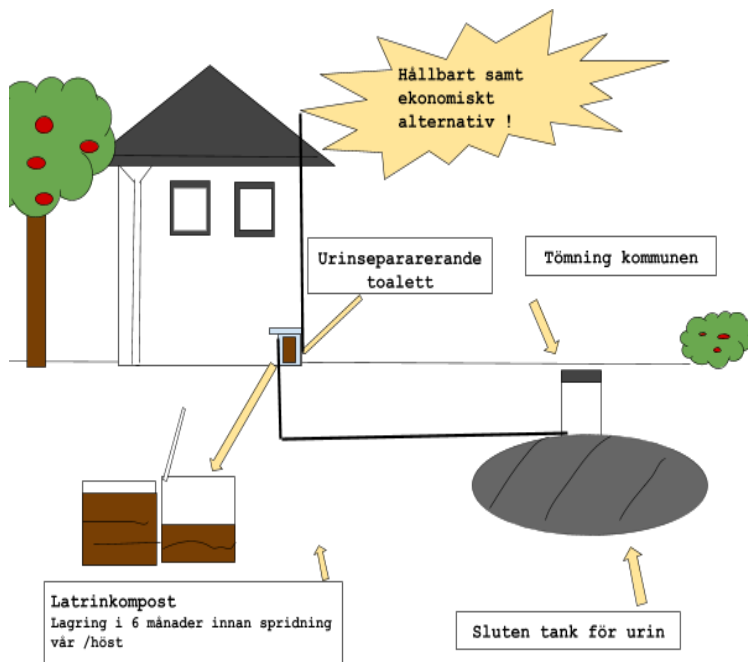 Hållbart samt
ekonomiskt
alternativ !
Urinsepararerande
toalett
Tömning kommunen
Latrinkompost
Lagring i 6 månader innan spridning
vår /höst
Sluten tank för urin